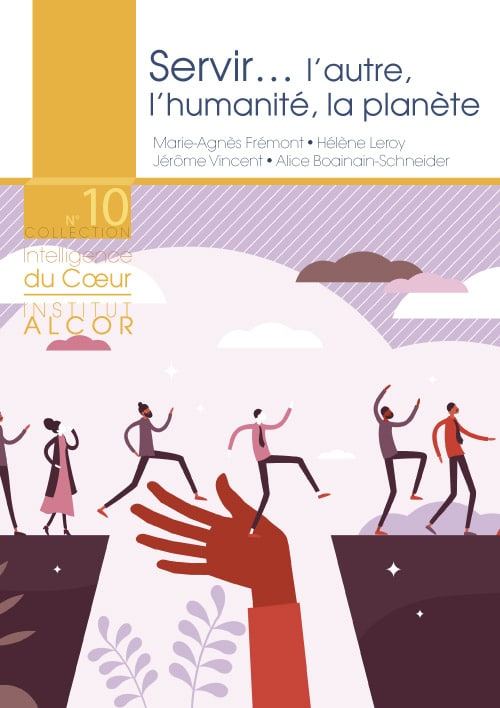 Servir... l'autre,
l'humanité, la planète
Marie-Agnès Frémont • Hélène Leroy
Jérôme Vincent • Alice Boainain-Schneider
N° 10
COLLECTION
Intelligence
du Cœur
INSTITUT
ALCOR